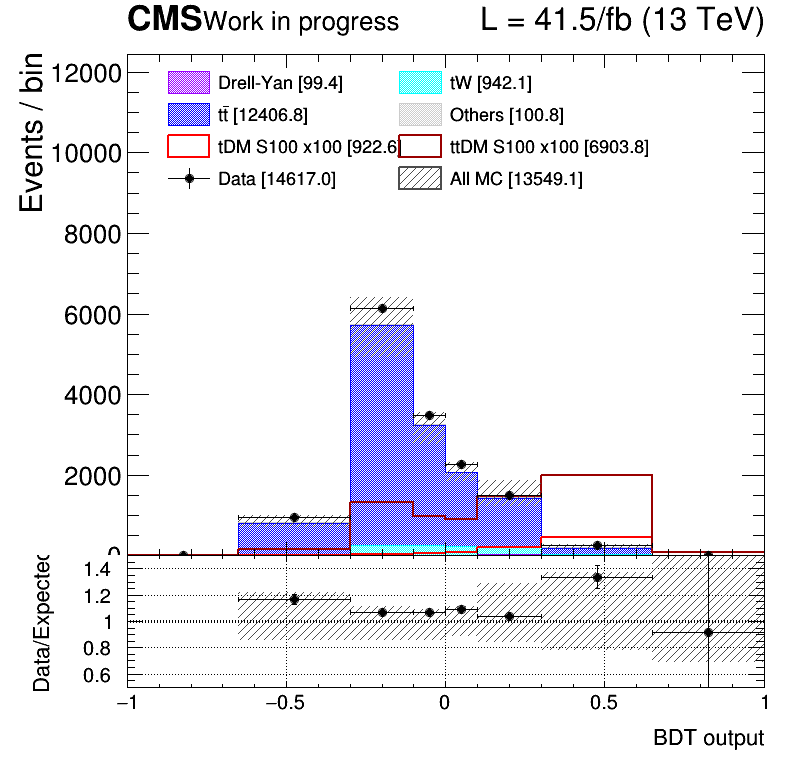 CMS Work in progress L = 41.5/fb (13 TeV)
Events / bin
12000
10000
8000
6000
4000
2000
0
Drell-Yan [99.4] tW [942.1]
tt̄ [12406.8] Others [100.8]
tDM S100 x100 [922.6] ttDM S100 x100 [6903.8]
Data [14617.0] All MC [13549.1]
Data/Expected
1.4
1.2
1
0.8
0.6
−1 −0.5 0 0.5 1
BDT output